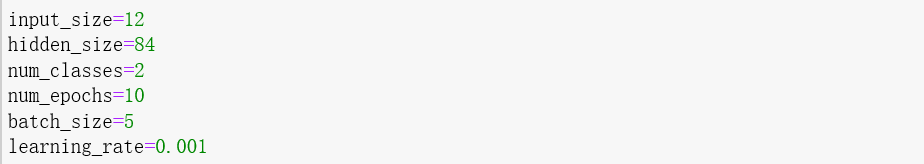 input_size=12
hidden_size=84
num_classes=2
num_epochs=10
batch_size=5
learning_rate=0.001